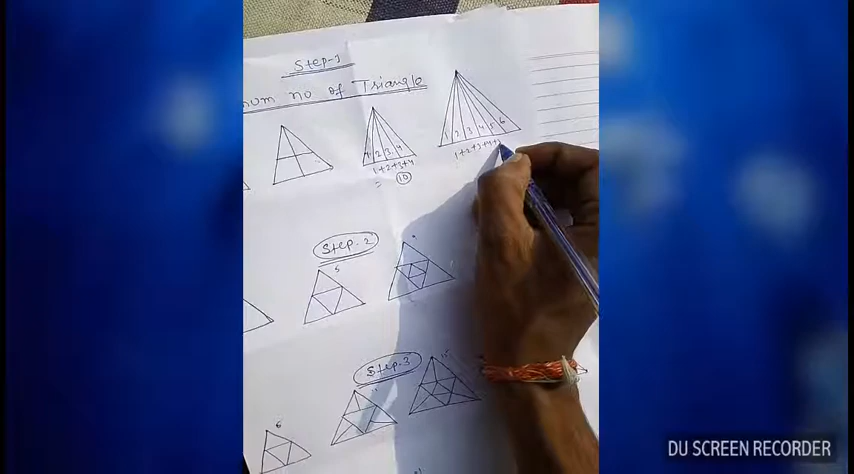 Step-1
num no of Triangle
1 2 3 4
1+2+3+4
= 10
1 2 3 4 5 6
1+2+3+4+
Step-2
5
Step-3
6
DU SCREEN RECORDER